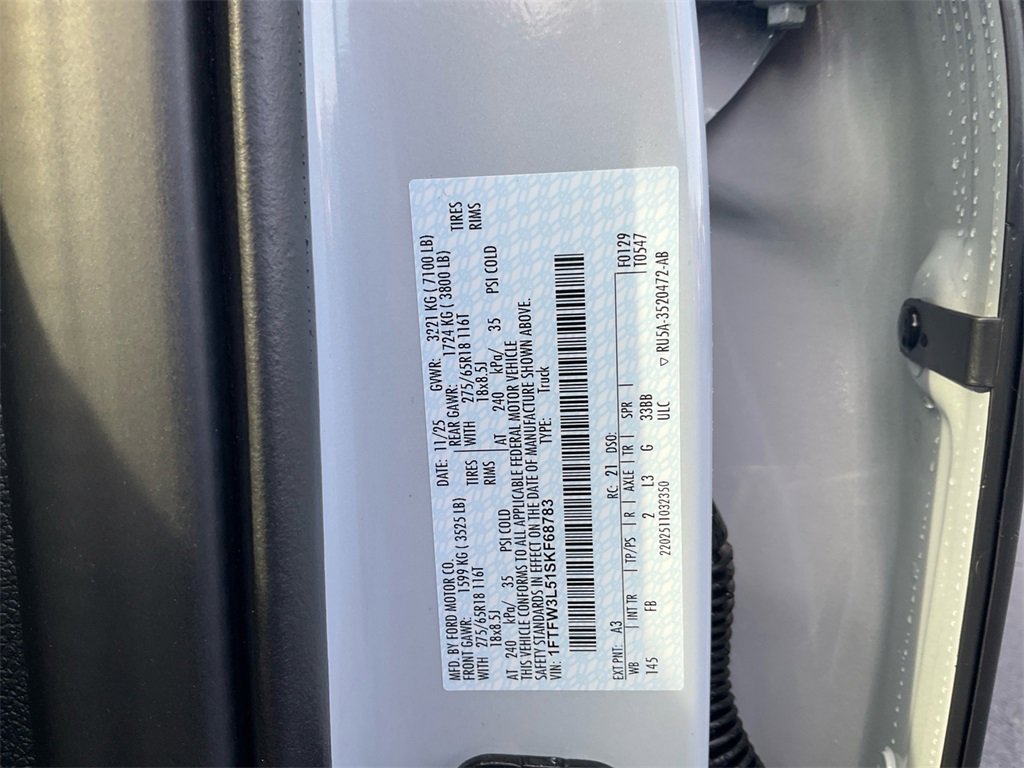 MFD. BY FORD MOTOR CO.
DATE: 11/25 GVWR: 3221 KG ( 7100 LB)
FRONT GAWR: 1599 KG ( 3525 LB) REAR GAWR: 1724 KG ( 3800 LB)
WITH 275/65R18 116T TIRES WITH 275/65R18 116T TIRES
18x8.5J RIMS 18x8.5J RIMS
AT 240 kPa/ 35 PSI COLD AT 240 kPa/ 35 PSI COLD
THIS VEHICLE CONFORMS TO ALL APPLICABLE FEDERAL MOTOR VEHICLE
SAFETY STANDARDS IN EFFECT ON THE DATE OF MANUFACTURE SHOWN ABOVE.
VIN: 1FTFW3L51SKF68783 TYPE: Truck
EXT PNT: A3 RC: 21 DSO: F0129
WB INT TR TP/PS R AXLE TR SPR T0547
145 FB 2 L3 G 33BB
2202511032350 ULC ▽ RU5A-3520472-AB